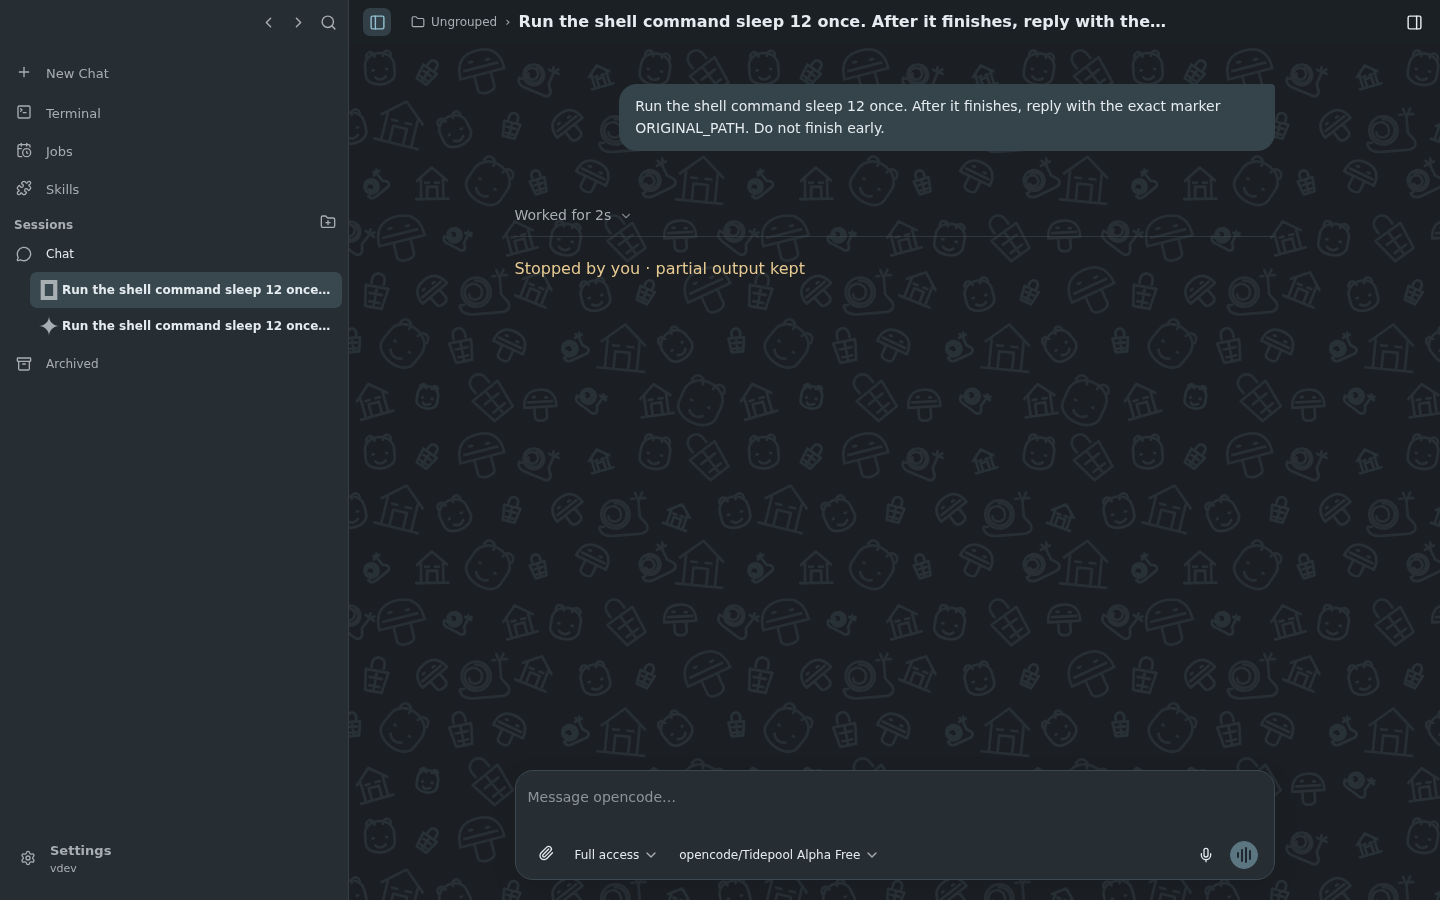 New Chat
Terminal
Jobs
Skills
Sessions
Chat
Run the shell command sleep 12 once…
Run the shell command sleep 12 once…
Archived
Settings
vdev
Ungrouped › Run the shell command sleep 12 once. After it finishes, reply with the…
Run the shell command sleep 12 once. After it finishes, reply with the exact marker
ORIGINAL_PATH. Do not finish early.
Worked for 2s
Stopped by you · partial output kept
Message opencode…
Full access
opencode/Tidepool Alpha Free